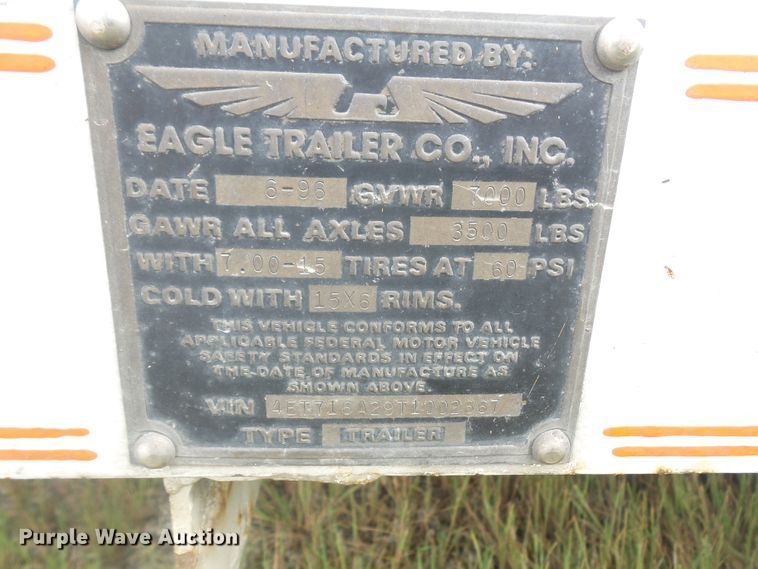 MANUFACTURED BY:
EAGLE TRAILER CO., INC.
DATE 6-96 GVWR 7000 LBS
GAWR ALL AXLES 3500 LBS
WITH 7.00-15 TIRES AT 60 PSI
COLD WITH 15X6 RIMS.
THIS VEHICLE CONFORMS TO ALL
APPLICABLE FEDERAL MOTOR VEHICLE
SAFETY STANDARDS IN EFFECT ON
THE DATE OF MANUFACTURE AS
SHOWN ABOVE.
VIN
TYPE TRAILER
Purple Wave Auction